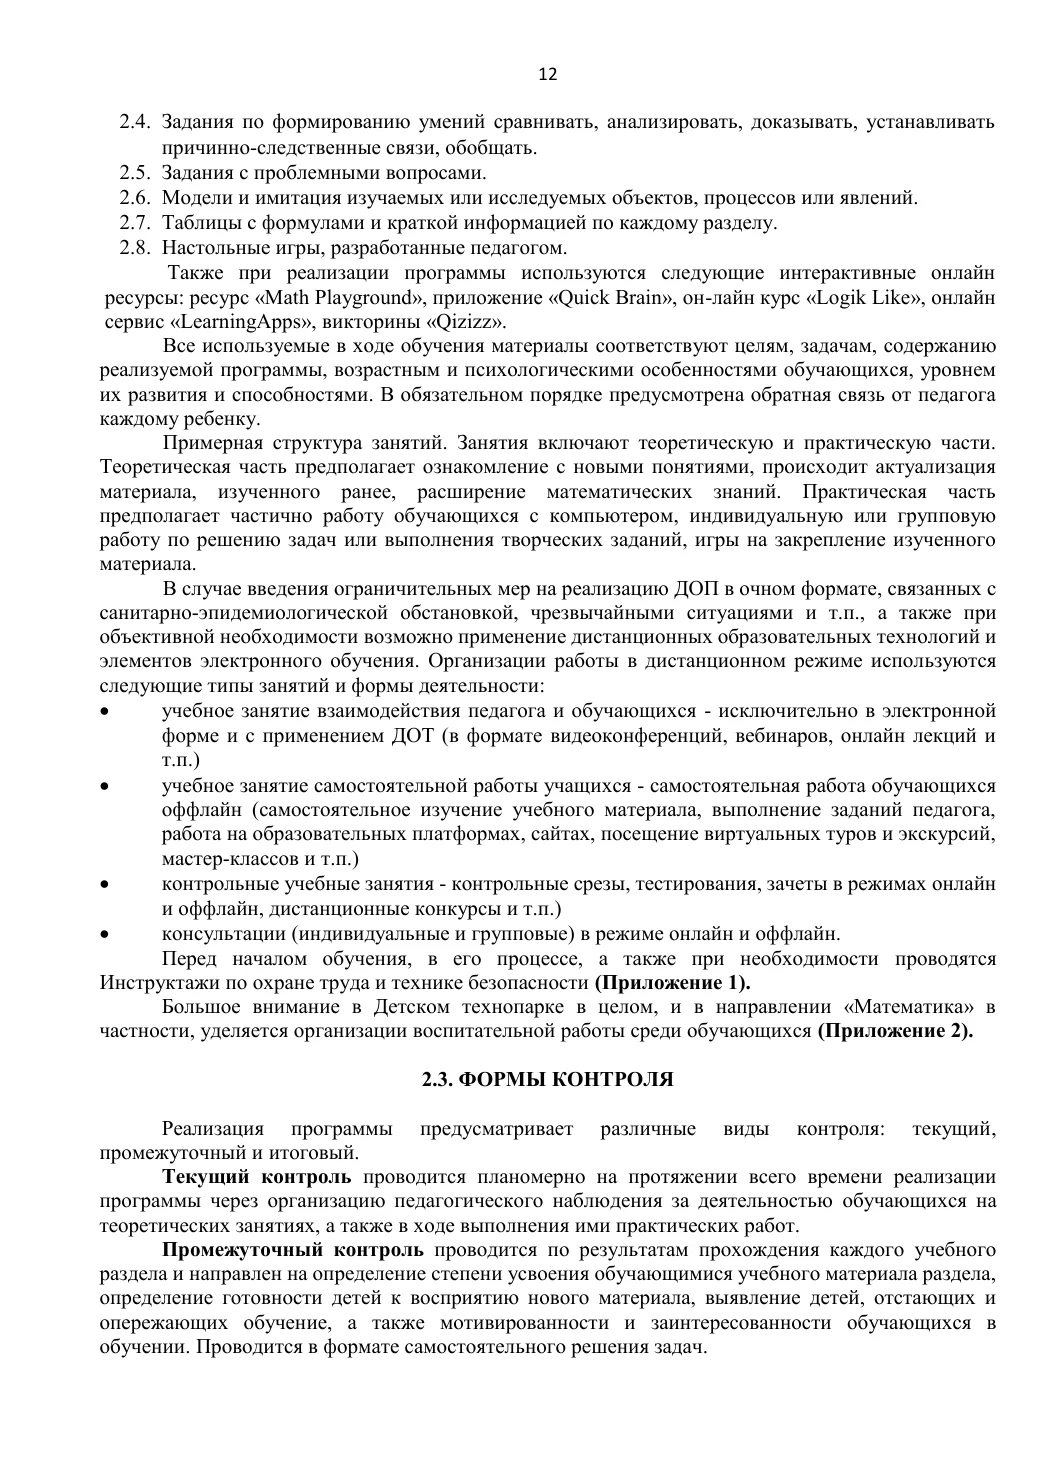 12
2.4. Задания по формированию умений сравнивать, анализировать, доказывать, устанавливать
причинно-следственные связи, обобщать.
2.5. Задания с проблемными вопросами.
2.6. Модели и имитация изучаемых или исследуемых объектов, процессов или явлений.
2.7. Таблицы с формулами и краткой информацией по каждому разделу.
2.8. Настольные игры, разработанные педагогом.
Также при реализации программы используются следующие интерактивные онлайн
ресурсы: ресурс «Math Playground», приложение «Quick Brain», он-лайн курс «Logik Like», онлайн
сервис «LearningApps», викторины «Qizizz».
Все используемые в ходе обучения материалы соответствуют целям, задачам, содержанию
реализуемой программы, возрастным и психологическими особенностями обучающихся, уровнем
их развития и способностями. В обязательном порядке предусмотрена обратная связь от педагога
каждому ребенку.
Примерная структура занятий. Занятия включают теоретическую и практическую части.
Теоретическая часть предполагает ознакомление с новыми понятиями, происходит актуализация
материала, изученного ранее, расширение математических знаний. Практическая часть
предполагает частично работу обучающихся с компьютером, индивидуальную или групповую
работу по решению задач или выполнения творческих заданий, игры на закрепление изученного
материала.
В случае введения ограничительных мер на реализацию ДОП в очном формате, связанных с
санитарно-эпидемиологической обстановкой, чрезвычайными ситуациями и т.п., а также при
объективной необходимости возможно применение дистанционных образовательных технологий и
элементов электронного обучения. Организации работы в дистанционном режиме используются
следующие типы занятий и формы деятельности:
• учебное занятие взаимодействия педагога и обучающихся - исключительно в электронной
форме и с применением ДОТ (в формате видеоконференций, вебинаров, онлайн лекций и
т.п.)
• учебное занятие самостоятельной работы учащихся - самостоятельная работа обучающихся
оффлайн (самостоятельное изучение учебного материала, выполнение заданий педагога,
работа на образовательных платформах, сайтах, посещение виртуальных туров и экскурсий,
мастер-классов и т.п.)
• контрольные учебные занятия - контрольные срезы, тестирования, зачеты в режимах онлайн
и оффлайн, дистанционные конкурсы и т.п.)
• консультации (индивидуальные и групповые) в режиме онлайн и оффлайн.
Перед началом обучения, в его процессе, а также при необходимости проводятся
Инструктажи по охране труда и технике безопасности (Приложение 1).
Большое внимание в Детском технопарке в целом, и в направлении «Математика» в
частности, уделяется организации воспитательной работы среди обучающихся (Приложение 2).
2.3. ФОРМЫ КОНТРОЛЯ
Реализация программы предусматривает различные виды контроля: текущий,
промежуточный и итоговый.
Текущий контроль проводится планомерно на протяжении всего времени реализации
программы через организацию педагогического наблюдения за деятельностью обучающихся на
теоретических занятиях, а также в ходе выполнения ими практических работ.
Промежуточный контроль проводится по результатам прохождения каждого учебного
раздела и направлен на определение степени усвоения обучающимися учебного материала раздела,
определение готовности детей к восприятию нового материала, выявление детей, отстающих и
опережающих обучение, а также мотивированности и заинтересованности обучающихся в
обучении. Проводится в формате самостоятельного решения задач.